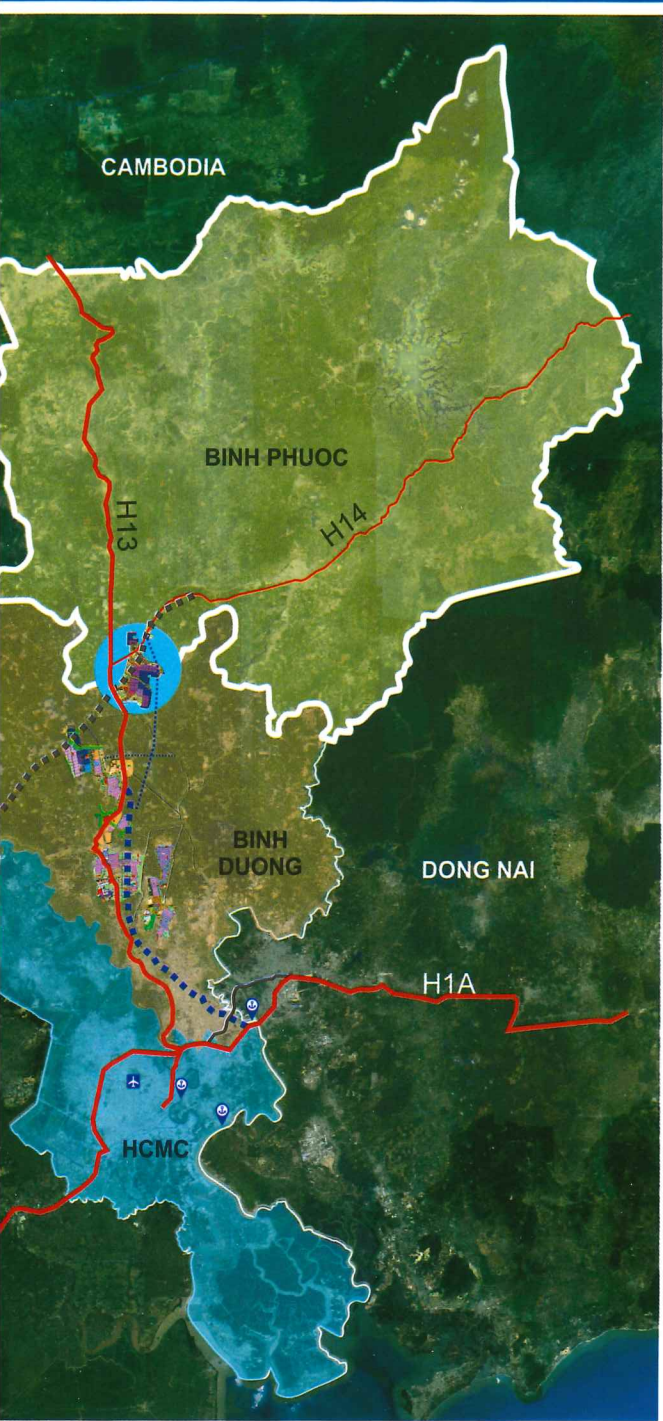 CAMBODIA
BINH PHUOC
H13
H14
BINH
DUONG
DONG NAI
H1A
HCMC